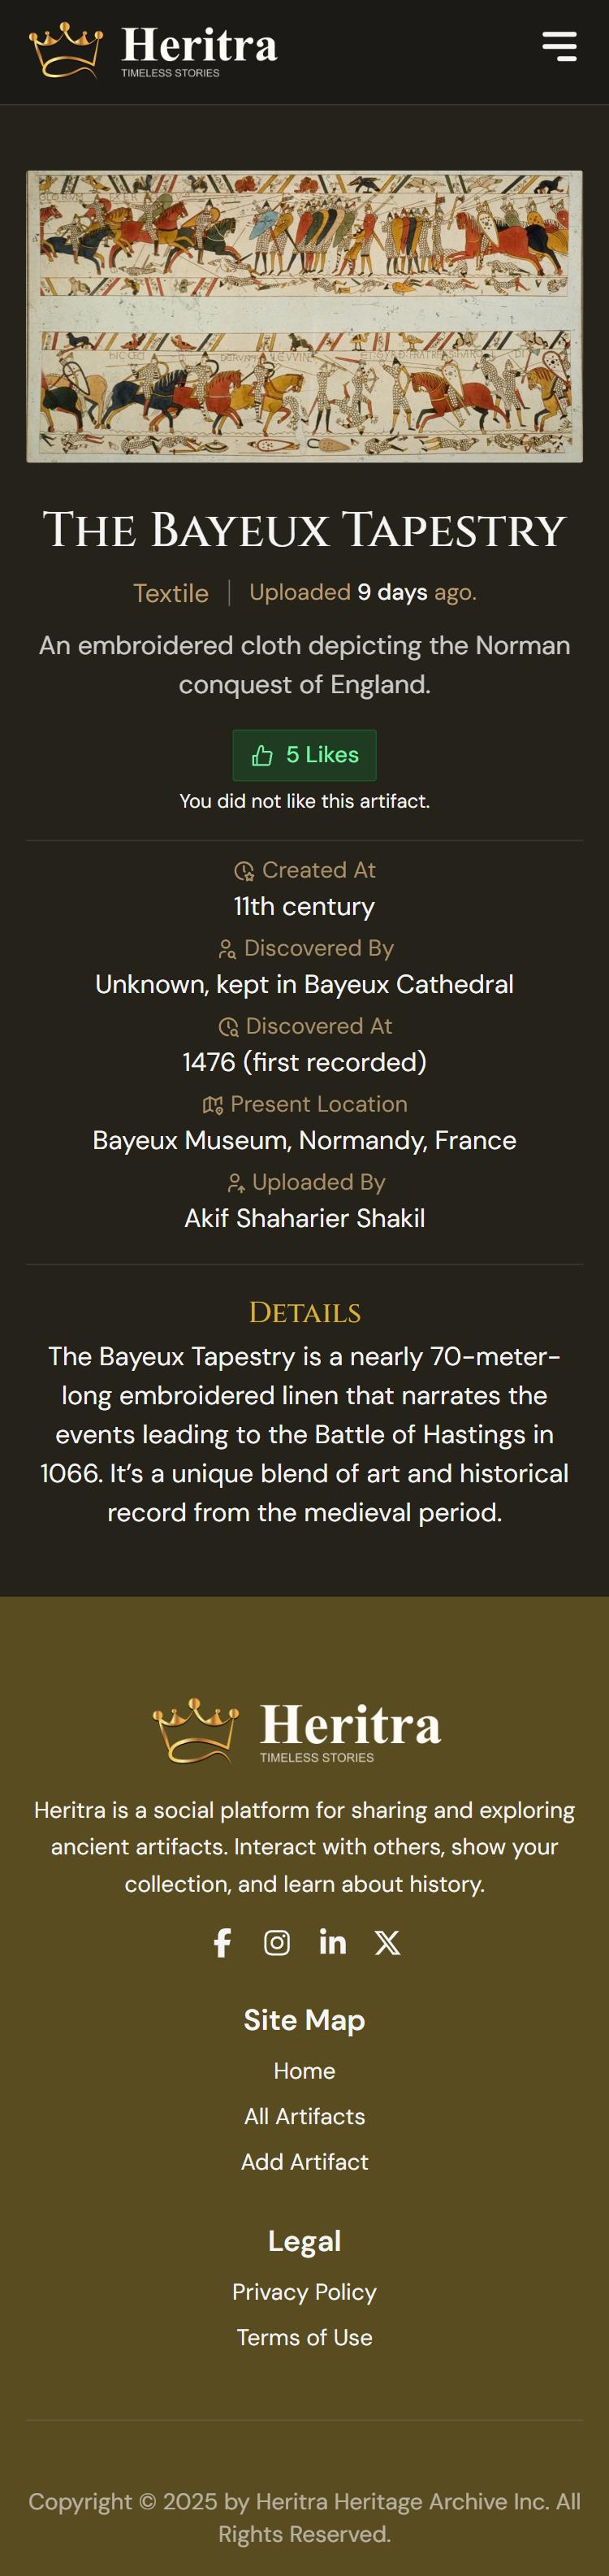 Heritra
TIMELESS STORIES
THE BAYEUX TAPESTRY
Textile | Uploaded 9 days ago.
An embroidered cloth depicting the Norman
conquest of England.
5 Likes
You did not like this artifact.
Created At
11th century
Discovered By
Unknown, kept in Bayeux Cathedral
Discovered At
1476 (first recorded)
Present Location
Bayeux Museum, Normandy, France
Uploaded By
Akif Shaharier Shakil
DETAILS
The Bayeux Tapestry is a nearly 70-meter-
long embroidered linen that narrates the
events leading to the Battle of Hastings in
1066. It’s a unique blend of art and historical
record from the medieval period.
Heritra
TIMELESS STORIES
Heritra is a social platform for sharing and exploring
ancient artifacts. Interact with others, show your
collection, and learn about history.
Site Map
Home
All Artifacts
Add Artifact
Legal
Privacy Policy
Terms of Use
Copyright © 2025 by Heritra Heritage Archive Inc. All
Rights Reserved.